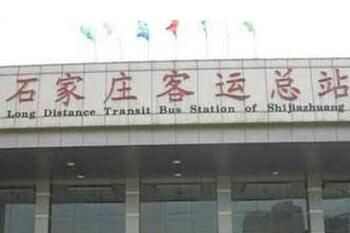 石家庄客运总站
Long Distance Transit Bus Station of Shijiazhuang